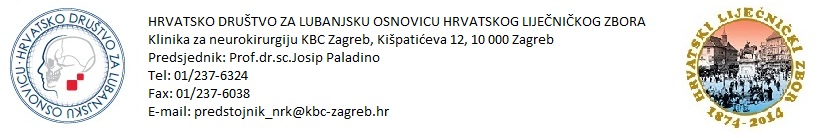 HRVATSKO DRUŠTVO ZA LUBANJSKU OSNOVICU HRVATSKOG LIJEČNIČKOG ZBORA
Klinika za neurokirurgiju KBC Zagreb, Kišpatićeva 12, 10 000 Zagreb
Predsjednik: Prof.dr.sc.Josip Paladino
Tel: 01/237-6324
Fax: 01/237-6038
E-mail: predstojnik_nrk@kbc-zagreb.hr
HRVATSKO DRUŠTVO ZA LUBANJSKU OSNOVICU
HRVATSKI LIJEČNIČKI ZBOR
1874-2014